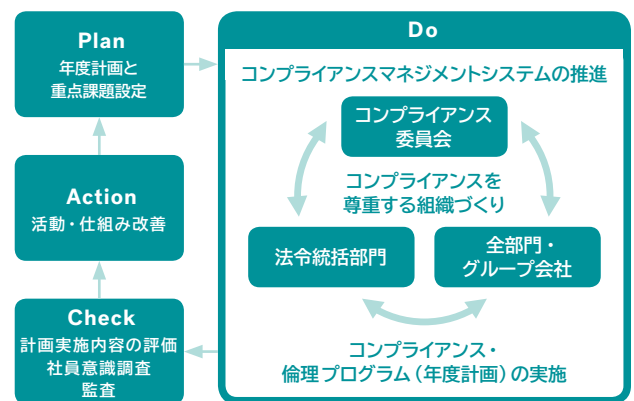 Plan
年度計画と
重点課題設定
Do
コンプライアンスマネジメントシステムの推進
コンプライアンス
委員会
コンプライアンスを
尊重する組織づくり
法令統括部門
全部門・
グループ会社
コンプライアンス・
倫理プログラム（年度計画）の実施
Check
計画実施内容の評価
社員意識調査
監査
Action
活動・仕組み改善